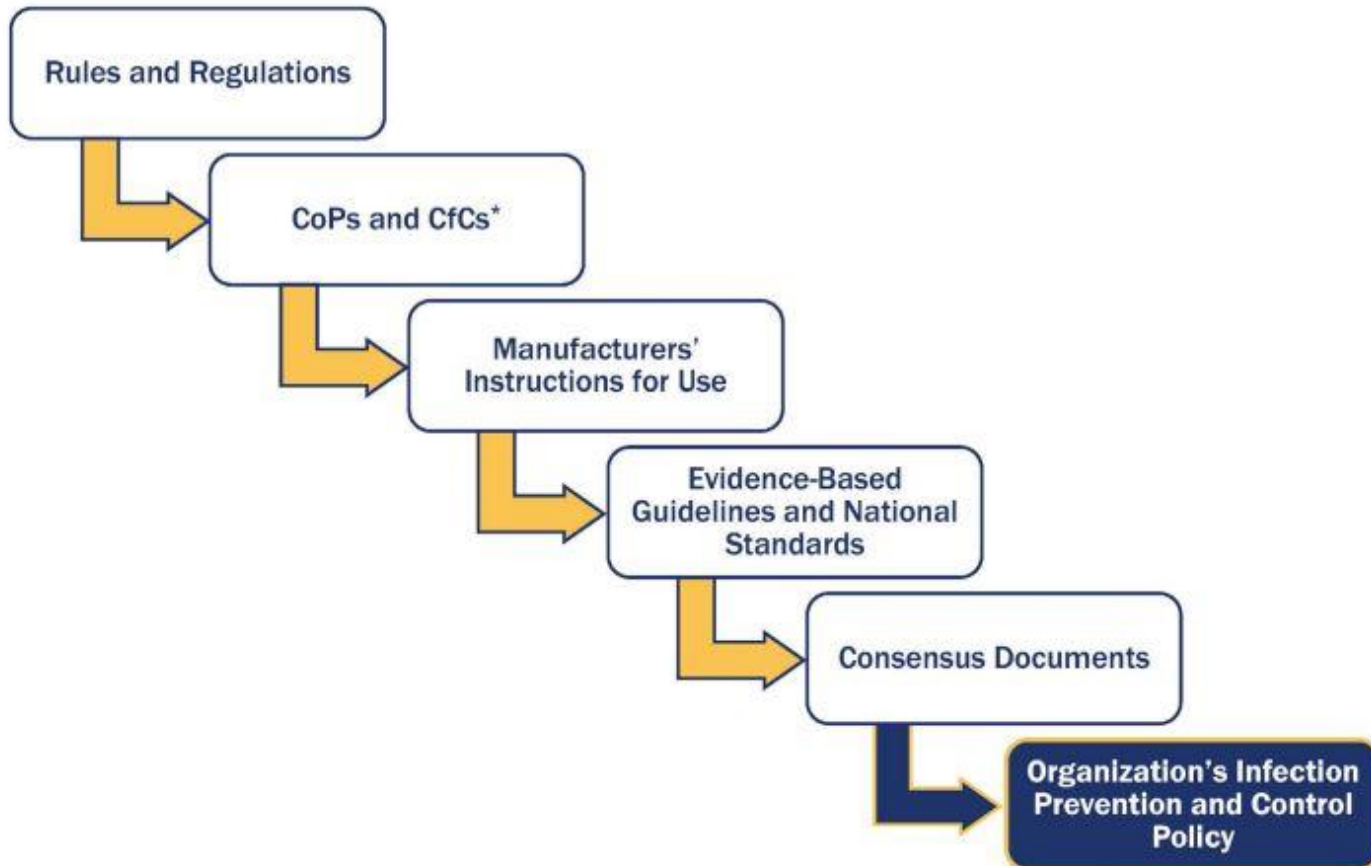 Rules and Regulations
CoPs and CfCs*
Manufacturers’
Instructions for Use
Evidence-Based
Guidelines and National
Standards
Consensus Documents
Organization’s Infection
Prevention and Control
Policy